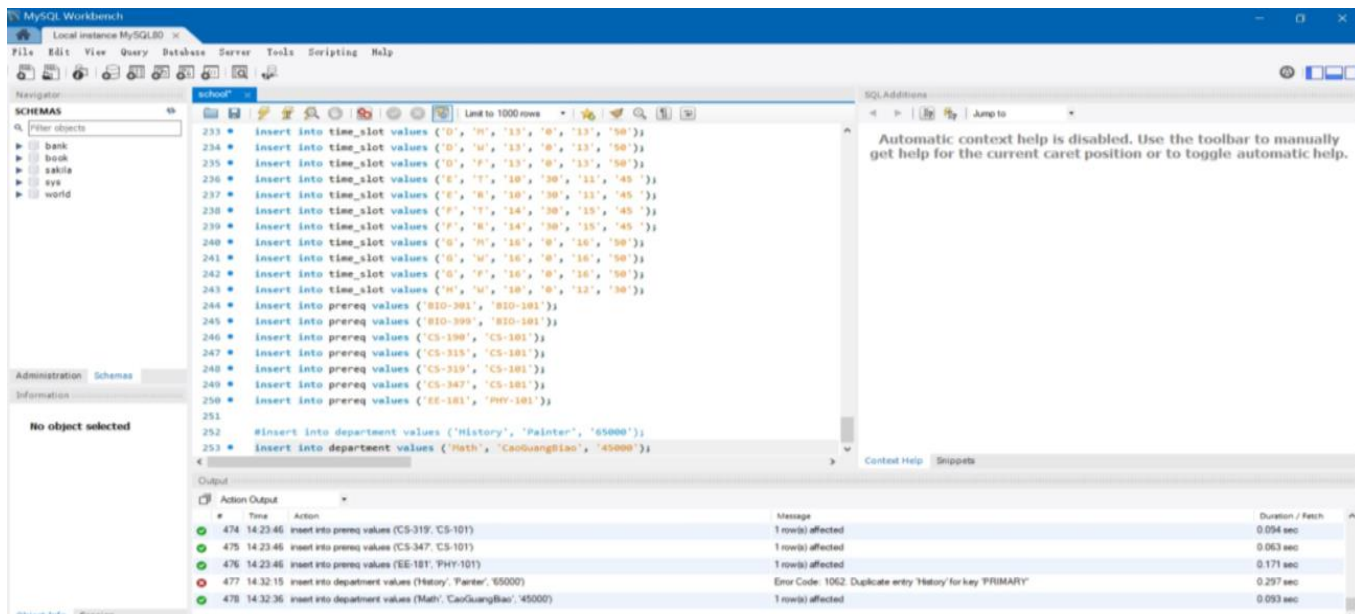 MySQL Workbench
Local instance MySQL80 ×
File Edit View Query Database Server Tools Scripting Help
Navigator
SCHEMAS
Filter objects
bank
book
sakila
sys
world
Administration Schemas
Information
No object selected
school* ×
Limit to 1000 rows
233 insert into time_slot values ('D', 'M', '13', '0', '13', '50');
234 insert into time_slot values ('D', 'W', '13', '0', '13', '50');
235 insert into time_slot values ('D', 'F', '13', '0', '13', '50');
236 insert into time_slot values ('E', 'T', '10', '30', '11', '45 ');
237 insert into time_slot values ('E', 'R', '10', '30', '11', '45 ');
238 insert into time_slot values ('F', 'T', '14', '30', '15', '45 ');
239 insert into time_slot values ('F', 'R', '14', '30', '15', '45 ');
240 insert into time_slot values ('G', 'M', '16', '0', '16', '50');
241 insert into time_slot values ('G', 'W', '16', '0', '16', '50');
242 insert into time_slot values ('G', 'F', '16', '0', '16', '50');
243 insert into time_slot values ('H', 'W', '10', '0', '12', '30');
244 insert into prereq values ('BIO-301', 'BIO-101');
245 insert into prereq values ('BIO-399', 'BIO-101');
246 insert into prereq values ('CS-190', 'CS-101');
247 insert into prereq values ('CS-315', 'CS-101');
248 insert into prereq values ('CS-319', 'CS-101');
249 insert into prereq values ('CS-347', 'CS-101');
250 insert into prereq values ('EE-181', 'PHY-101');
251
252 #insert into department values ('History', 'Painter', '65000');
253 insert into department values ('Math', 'CaoGuangBiao', '45000');
SQL Additions
Jump to
Automatic context help is disabled. Use the toolbar to manually
get help for the current caret position or to toggle automatic help.
Context Help Snippets
Output
Action Output
# Time Action Message Duration / Fetch
474 14:23:46 insert into prereq values ('CS-319', 'CS-101') 1 row(s) affected 0.094 sec
475 14:23:46 insert into prereq values ('CS-347', 'CS-101') 1 row(s) affected 0.063 sec
476 14:23:46 insert into prereq values ('EE-181', 'PHY-101') 1 row(s) affected 0.171 sec
477 14:32:15 insert into department values ('History', 'Painter', '65000') Error Code: 1062. Duplicate entry 'History' for key 'PRIMARY' 0.297 sec
478 14:32:36 insert into department values ('Math', 'CaoGuangBiao', '45000') 1 row(s) affected 0.093 sec